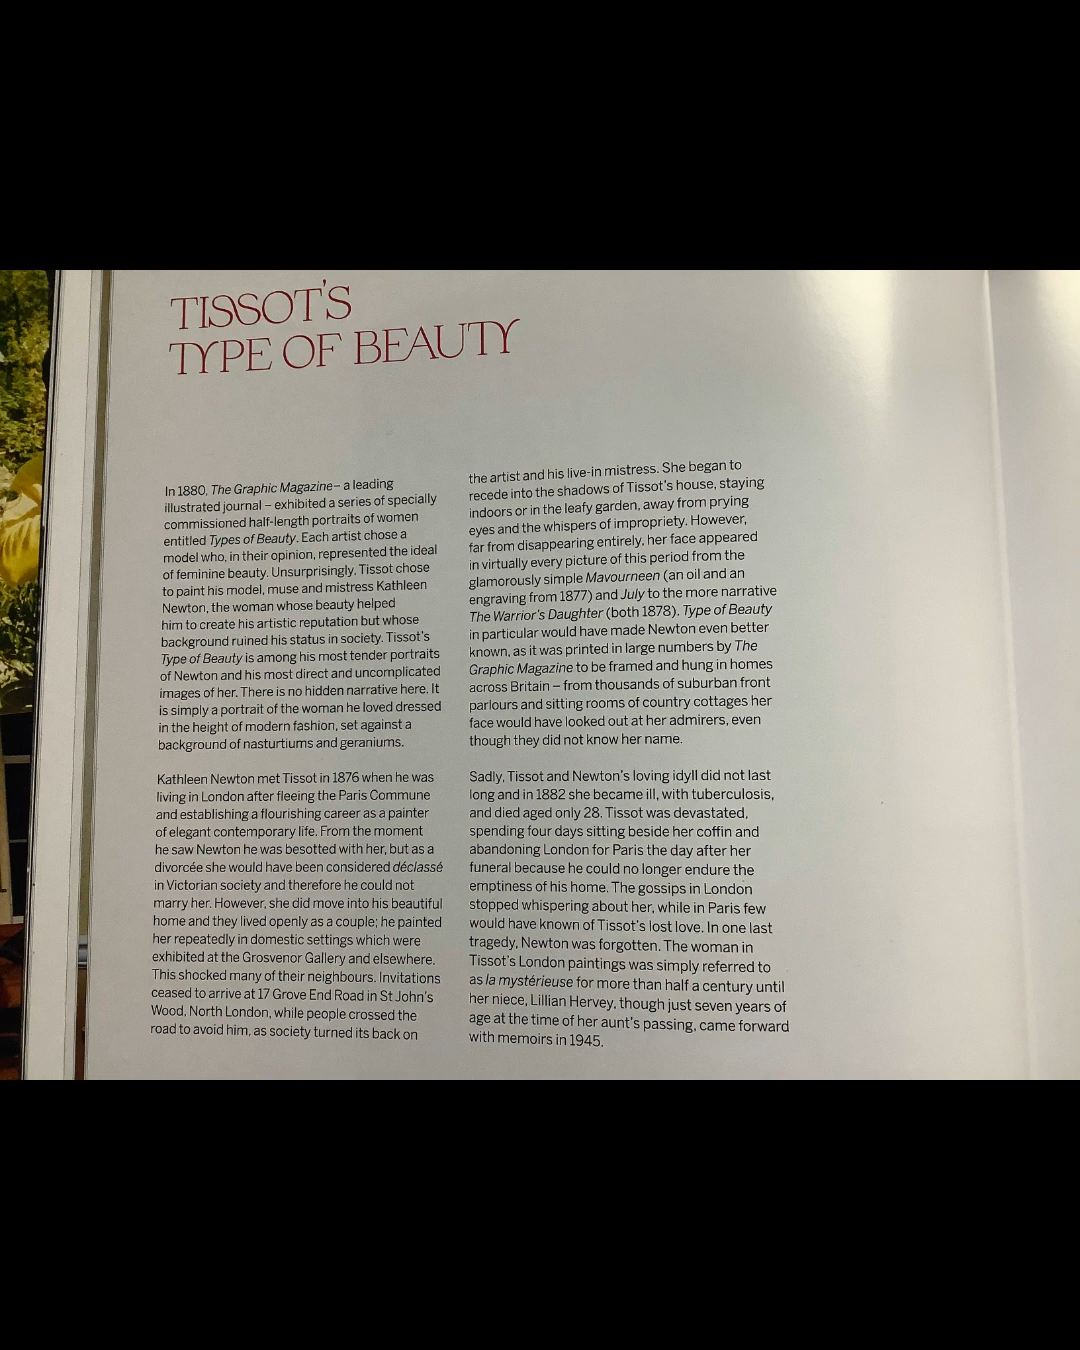 TISSOT'S
TYPE OF BEAUTY
In 1880, The Graphic Magazine– a leading
illustrated journal – exhibited a series of specially
commissioned half-length portraits of women
entitled Types of Beauty. Each artist chose a
model who, in their opinion, represented the ideal
of feminine beauty. Unsurprisingly, Tissot chose
to paint his model, muse and mistress Kathleen
Newton, the woman whose beauty helped
him to create his artistic reputation but whose
background ruined his status in society. Tissot's
Type of Beauty is among his most tender portraits
of Newton and his most direct and uncomplicated
images of her. There is no hidden narrative here. It
is simply a portrait of the woman he loved dressed
in the height of modern fashion, set against a
background of nasturtiums and geraniums.
Kathleen Newton met Tissot in 1876 when he was
living in London after fleeing the Paris Commune
and establishing a flourishing career as a painter
of elegant contemporary life. From the moment
he saw Newton he was besotted with her, but as a
divorcée she would have been considered déclassé
in Victorian society and therefore he could not
marry her. However, she did move into his beautiful
home and they lived openly as a couple; he painted
her repeatedly in domestic settings which were
exhibited at the Grosvenor Gallery and elsewhere.
This shocked many of their neighbours. Invitations
ceased to arrive at 17 Grove End Road in St John's
Wood, North London, while people crossed the
road to avoid him, as society turned its back on
the artist and his live-in mistress. She began to
recede into the shadows of Tissot's house, staying
indoors or in the leafy garden, away from prying
eyes and the whispers of impropriety. However,
far from disappearing entirely, her face appeared
in virtually every picture of this period from the
glamorously simple Mavourneen (an oil and an
engraving from 1877) and July to the more narrative
The Warrior's Daughter (both 1878). Type of Beauty
in particular would have made Newton even better
known, as it was printed in large numbers by The
Graphic Magazine to be framed and hung in homes
across Britain – from thousands of suburban front
parlours and sitting rooms of country cottages her
face would have looked out at her admirers, even
though they did not know her name.
Sadly, Tissot and Newton's loving idyll did not last
long and in 1882 she became ill, with tuberculosis,
and died aged only 28. Tissot was devastated,
spending four days sitting beside her coffin and
abandoning London for Paris the day after her
funeral because he could no longer endure the
emptiness of his home. The gossips in London
stopped whispering about her, while in Paris few
would have known of Tissot's lost love. In one last
tragedy, Newton was forgotten. The woman in
Tissot's London paintings was simply referred to
as la mystérieuse for more than half a century until
her niece, Lillian Hervey, though just seven years of
age at the time of her aunt's passing, came forward
with memoirs in 1945.